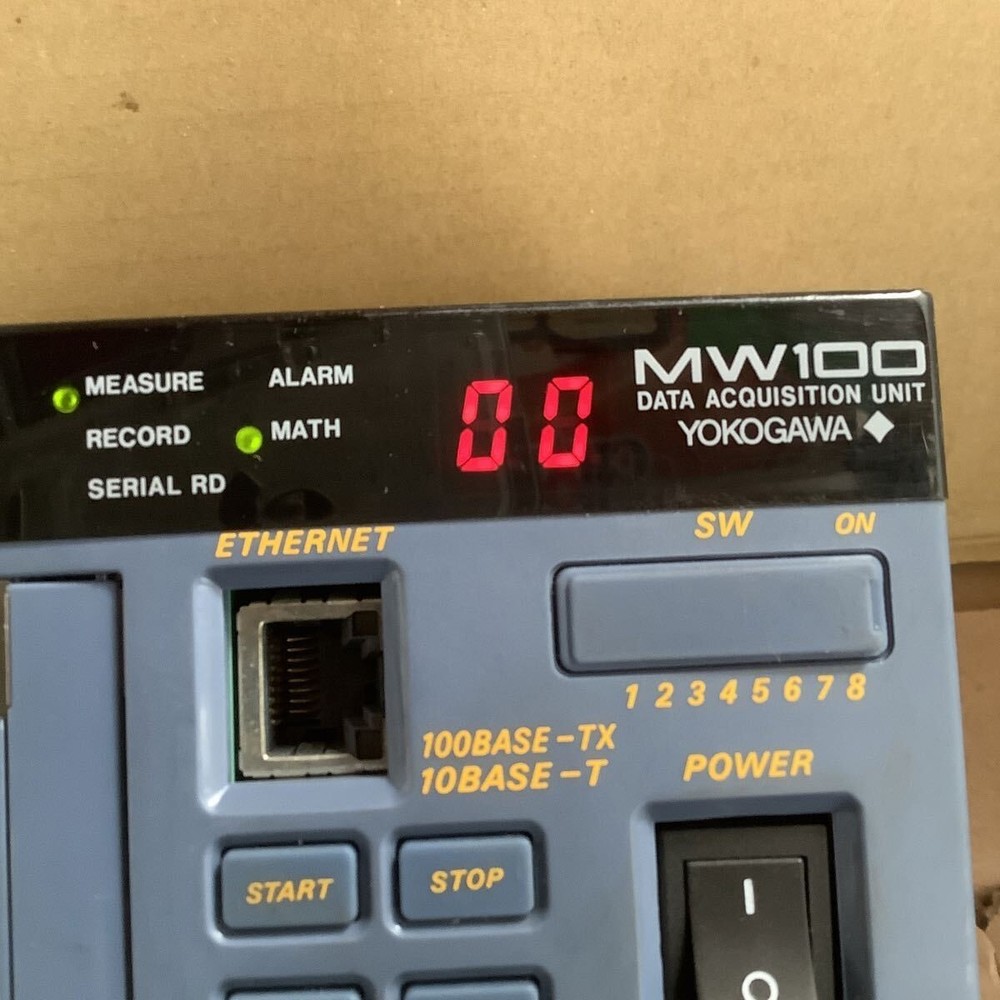 MEASURE
ALARM
RECORD
MATH
SERIAL RD
00
MW100
DATA ACQUISITION UNIT
YOKOGAWA
ETHERNET
SW
ON
1 2 3 4 5 6 7 8
100BASE-TX
10BASE-T
POWER
START
STOP
I
O